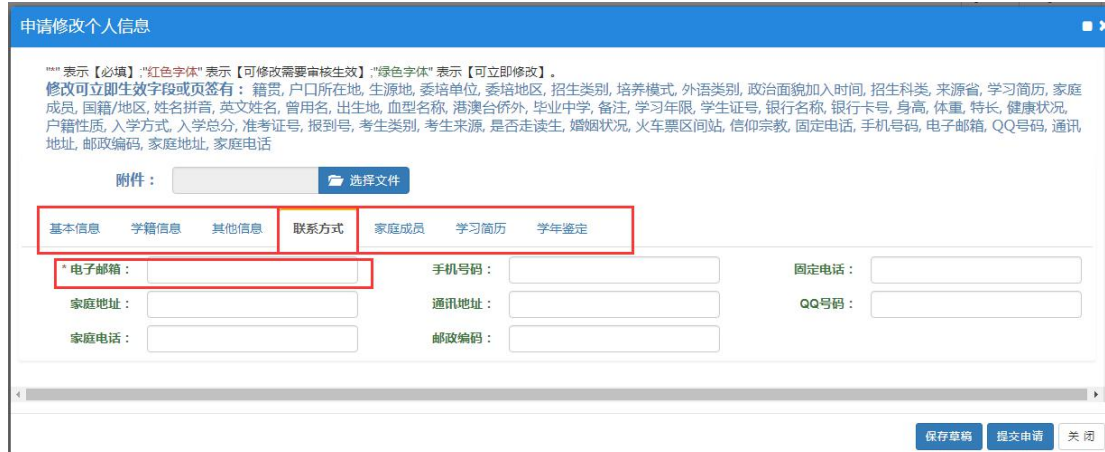 申请修改个人信息
"*" 表示【必填】;"红色字体" 表示【可修改需要审核生效】;"绿色字体" 表示【可立即修改】。
修改可立即生效字段或页签有： 籍贯, 户口所在地, 生源地, 委培单位, 委培地区, 招生类别, 培养模式, 外语类别, 政治面貌加入时间, 招生科类, 来源省, 学习简历, 家庭
成员, 国籍/地区, 姓名拼音, 英文姓名, 曾用名, 出生地, 血型名称, 港澳台侨外, 毕业中学, 备注, 学习年限, 学生证号, 银行名称, 银行卡号, 身高, 体重, 特长, 健康状况,
户籍性质, 入学方式, 入学总分, 准考证号, 报到号, 考生类别, 考生来源, 是否走读生, 婚姻状况, 火车票区间站, 信仰宗教, 固定电话, 手机号码, 电子邮箱, QQ号码, 通讯
地址, 邮政编码, 家庭地址, 家庭电话
附件： 选择文件
基本信息 学籍信息 其他信息 联系方式 家庭成员 学习简历 学年鉴定
* 电子邮箱： 手机号码： 固定电话：
家庭地址： 通讯地址： QQ号码：
家庭电话： 邮政编码：
保存草稿 提交申请 关闭